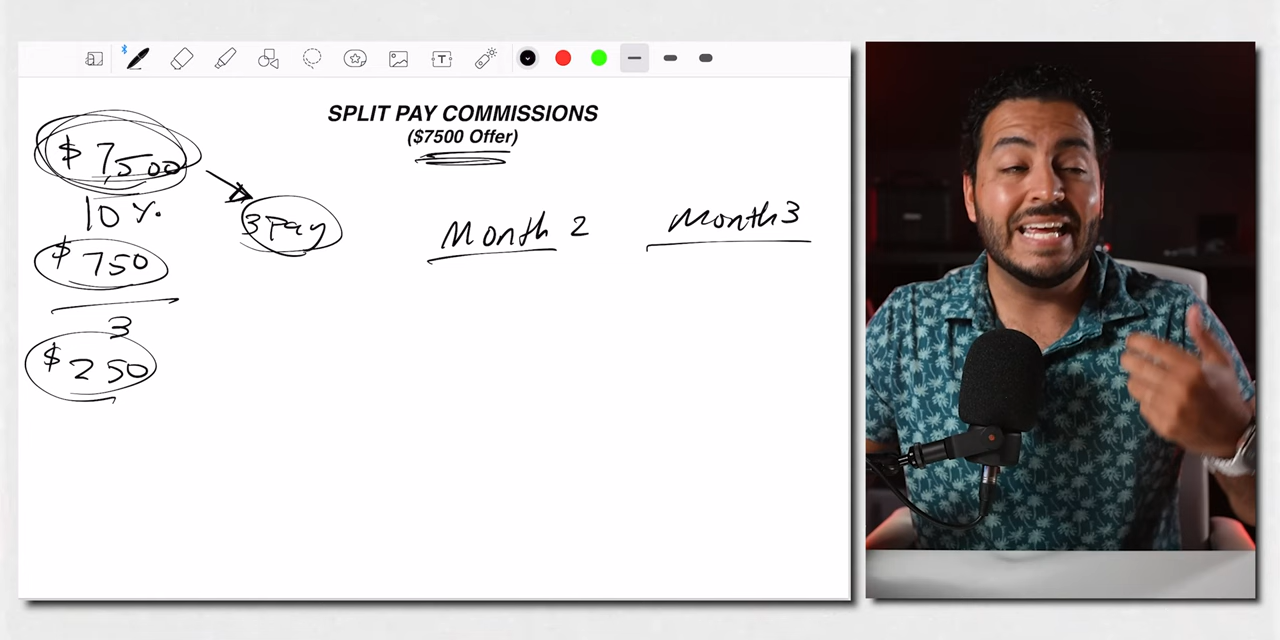 SPLIT PAY COMMISSIONS
($7500 Offer)
$ 7,500
10 %
$ 750
3
$ 250
3 Pay
Month 2
Month 3
T